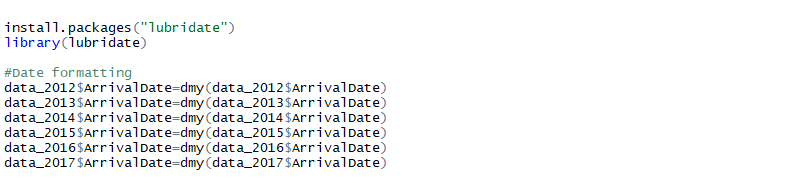 install.packages("lubridate")
library(lubridate)
#Date formatting
data_2012$ArrivalDate=dmy(data_2012$ArrivalDate)
data_2013$ArrivalDate=dmy(data_2013$ArrivalDate)
data_2014$ArrivalDate=dmy(data_2014$ArrivalDate)
data_2015$ArrivalDate=dmy(data_2015$ArrivalDate)
data_2016$ArrivalDate=dmy(data_2016$ArrivalDate)
data_2017$ArrivalDate=dmy(data_2017$ArrivalDate)